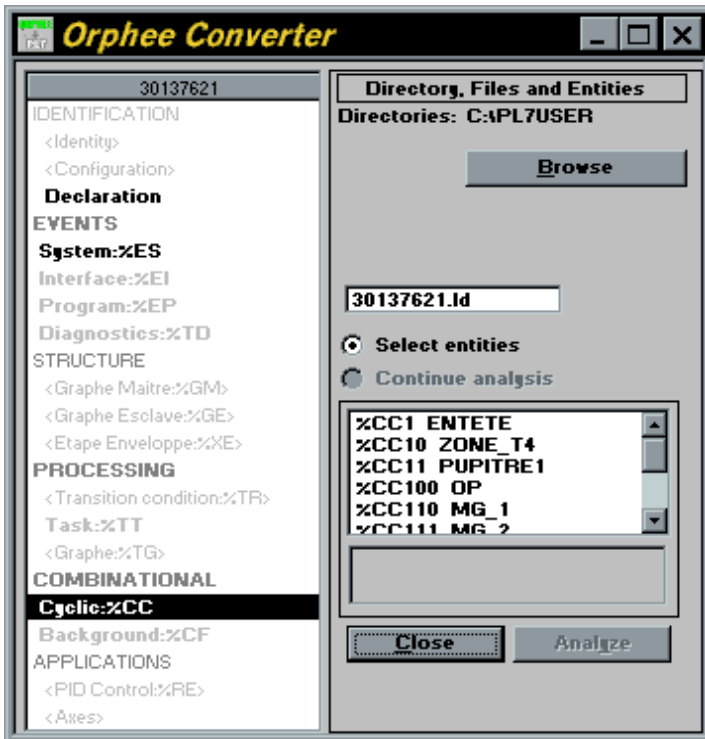 Orphee Converter
30137621
IDENTIFICATION
<Identity>
<Configuration>
Declaration
EVENTS
System:%ES
Interface:%EI
Program:%EP
Diagnostics:%TD
STRUCTURE
<Graphe Maitre:%GM>
<Graphe Esclave:%GE>
<Etape Enveloppe:%XE>
PROCESSING
<Transition condition:%TR>
Task:%TT
<Graphe:%TG>
COMBINATIONAL
Cyclic:%CC
Background:%CF
APPLICATIONS
<PID Control:%RE>
<Axes>
Directory, Files and Entities
Directories: C:\PL7USER
Browse
30137621.ld
Select entities
Continue analysis
%CC1 ENTETE
%CC10 ZONE_T4
%CC11 PUPITRE1
%CC100 OP
%CC110 MG_1
%CC111 MG_2
Close
Analyze